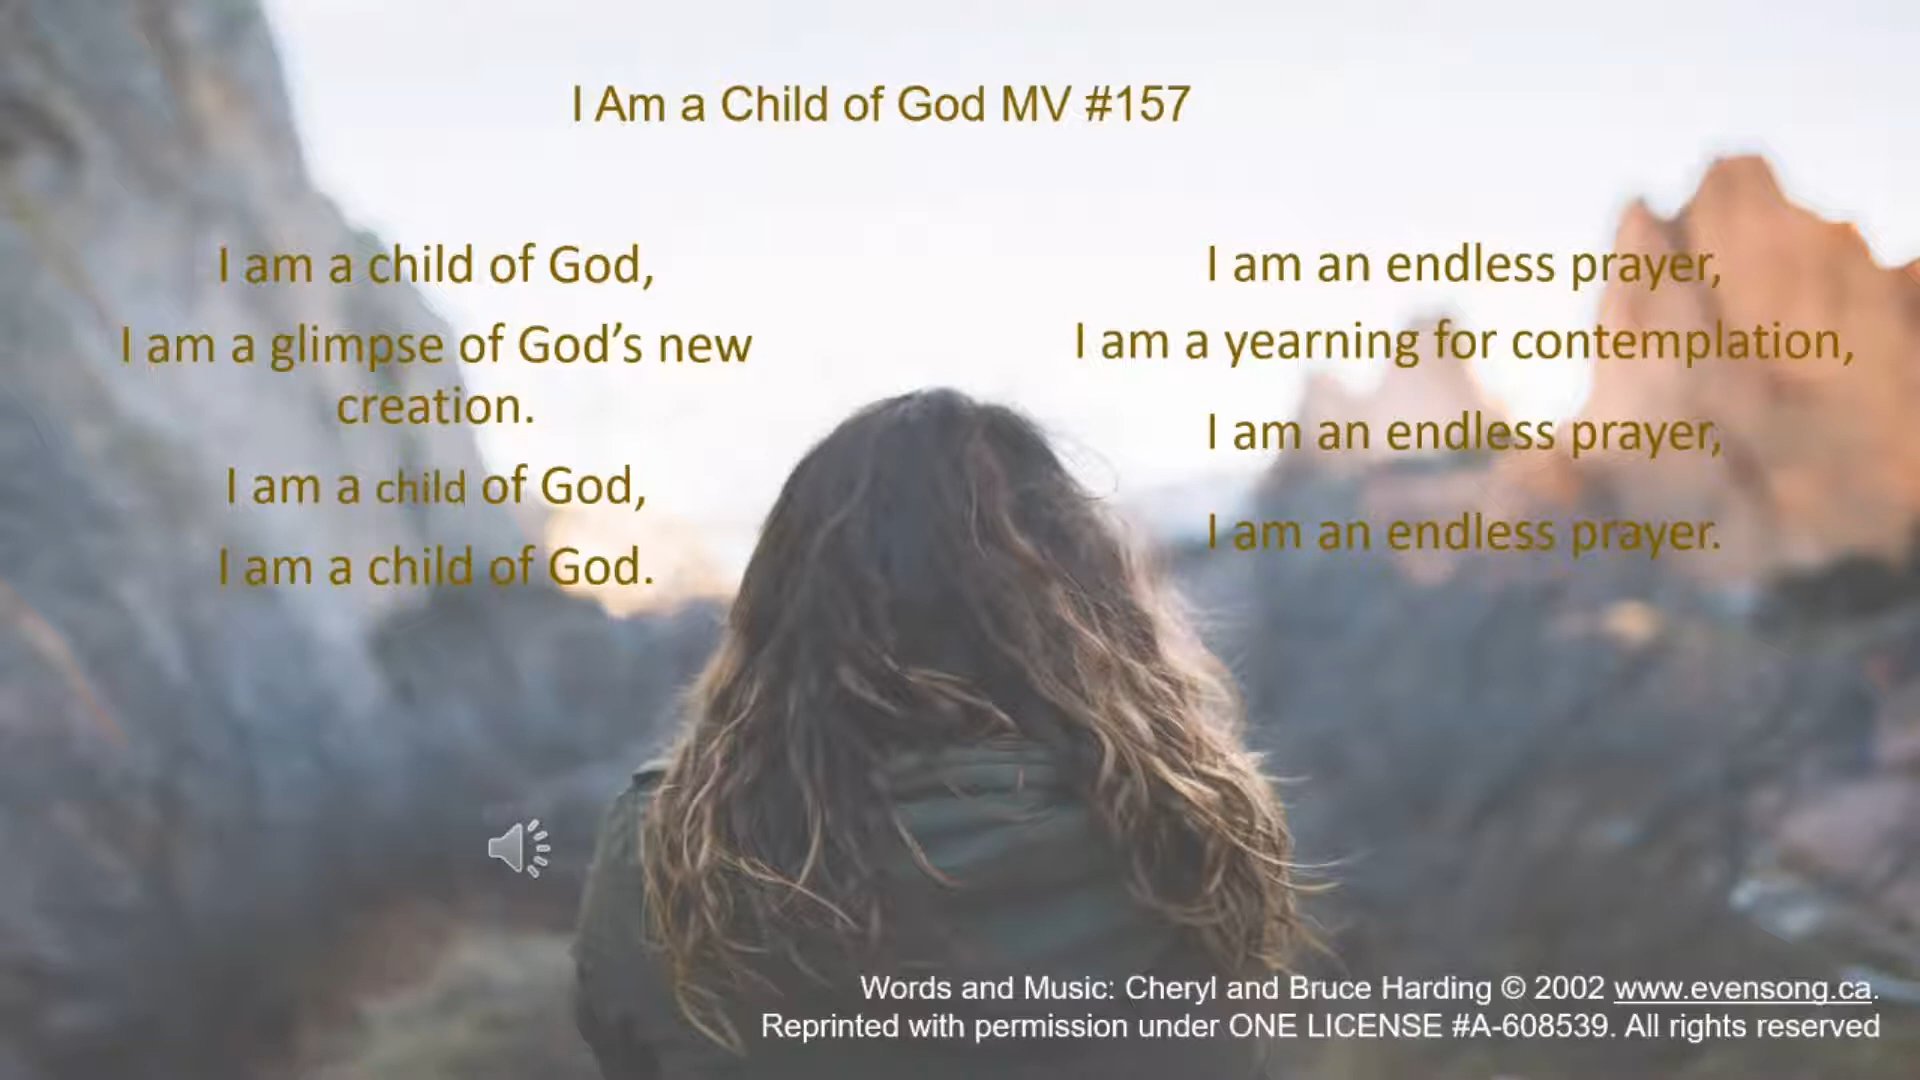 I Am a Child of God MV #157
I am a child of God,
I am a glimpse of God’s new
creation.
I am a child of God,
I am a child of God.
I am an endless prayer,
I am a yearning for contemplation,
I am an endless prayer,
I am an endless prayer.
Words and Music: Cheryl and Bruce Harding © 2002 www.evensong.ca.
Reprinted with permission under ONE LICENSE #A-608539. All rights reserved